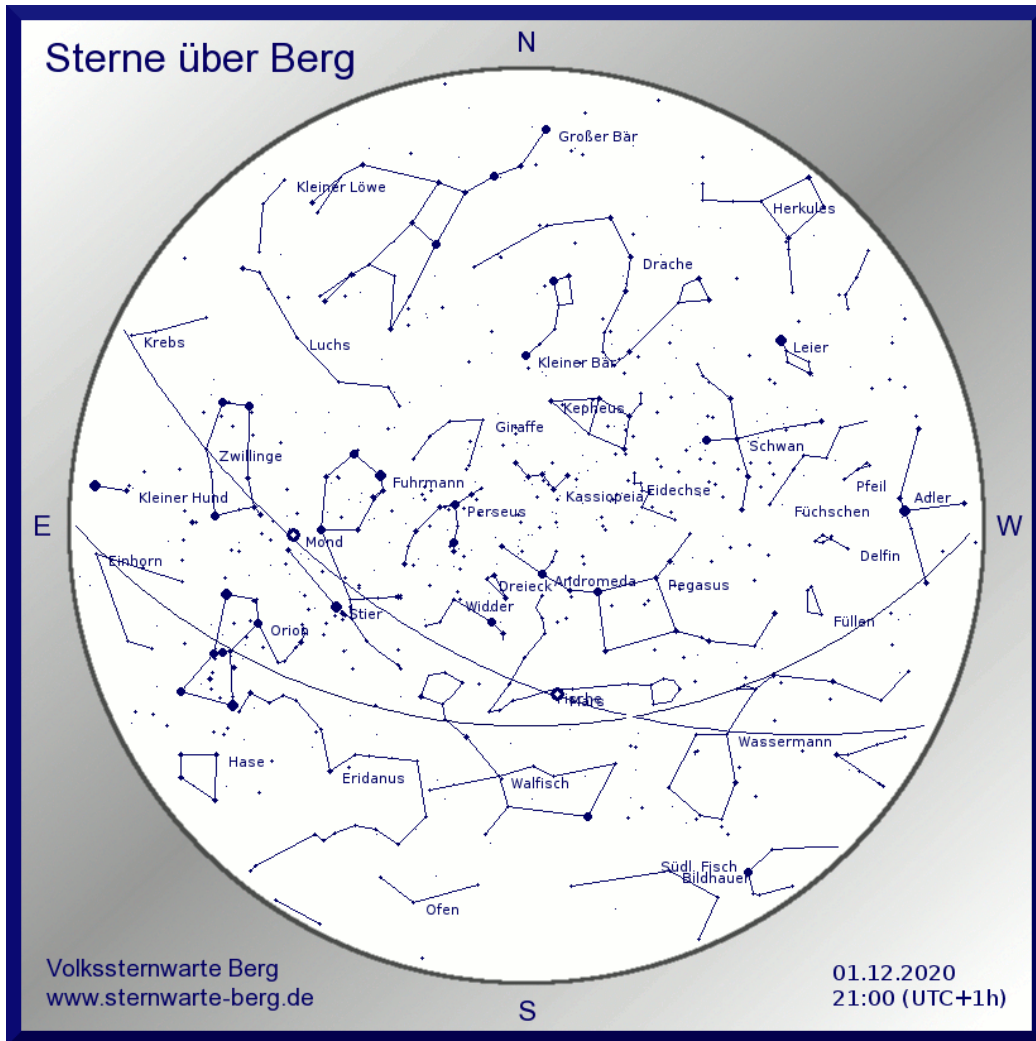 N
Sterne über Berg
Großer Bär
Kleiner Löwe
Herkules
Drache
Krebs
Luchs
Leier
Kleiner Bär
Kepheus
Giraffe
Schwan
Zwillinge
Fuhrmann
Pfeil
Kleiner Hund
Kassiopeia
Eidechse
Adler
Perseus
Füchschen
E
W
Mond
Einhorn
Delfin
Dreieck
Andromeda
Pegasus
Stier
Widder
Orion
Füllen
Fische
Mars
Wassermann
Hase
Eridanus
Walfisch
Südl. Fisch
Bildhauer
Ofen
Volkssternwarte Berg
www.sternwarte-berg.de
01.12.2020
21:00 (UTC+1h)
S